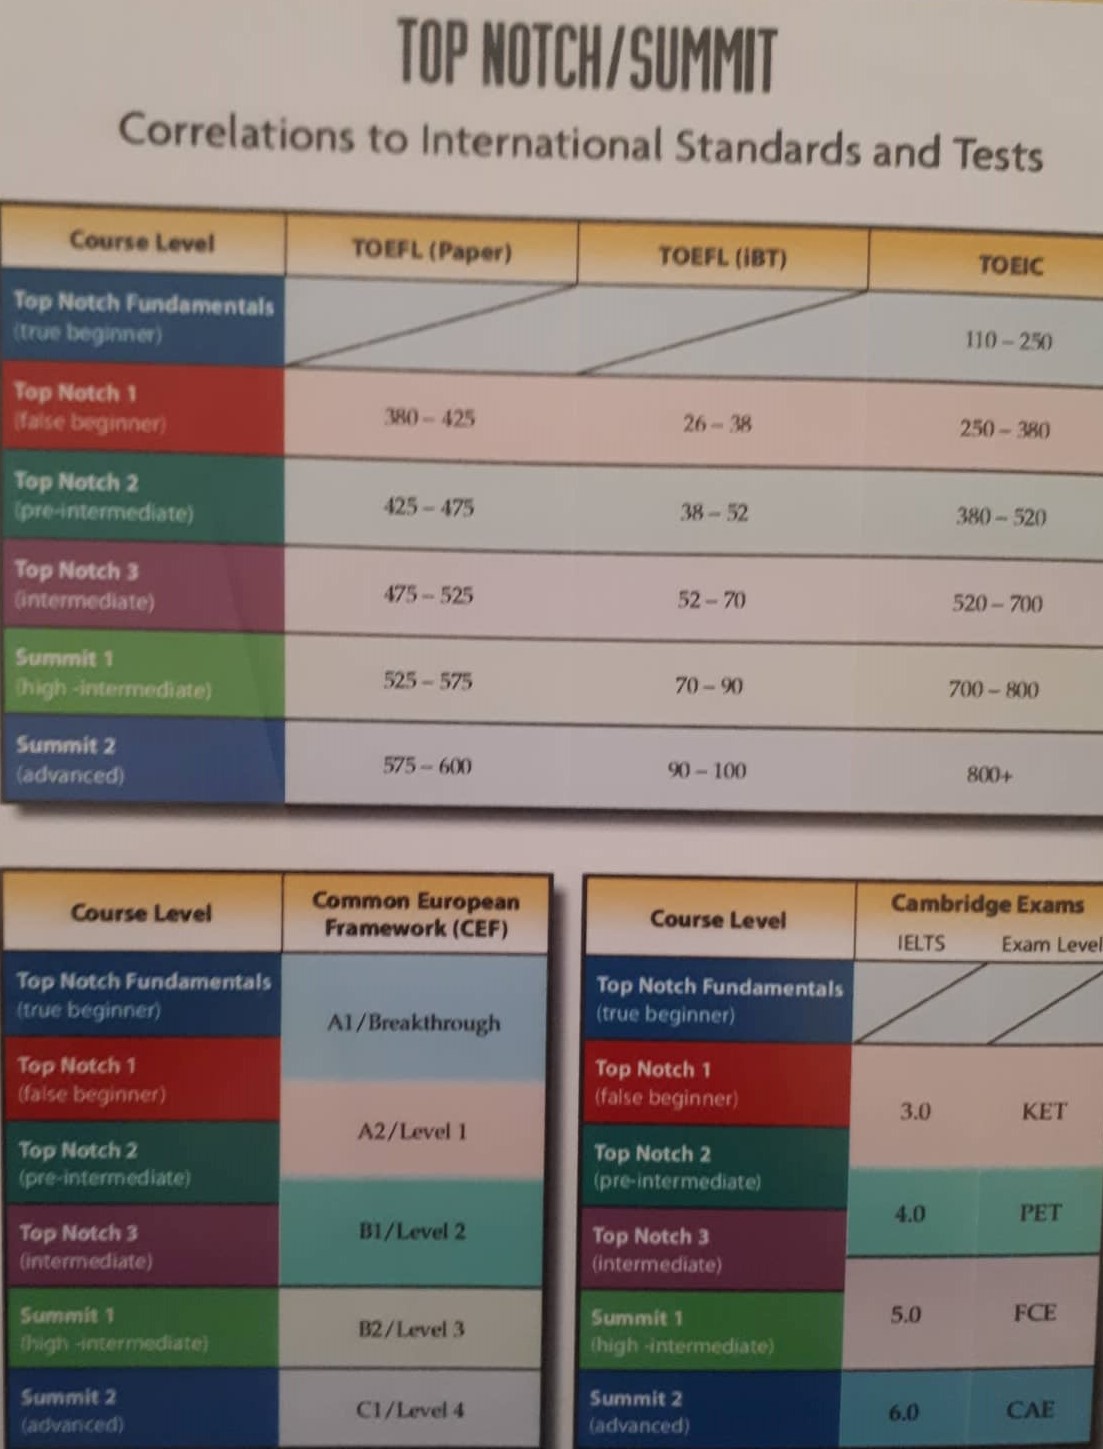 TOP NOTCH/SUMMIT
Correlations to International Standards and Tests
Course Level TOEFL (Paper) TOEFL (iBT) TOEIC
Top Notch Fundamentals
(true beginner) 110 – 250
Top Notch 1
(false beginner) 380 – 425 26 – 38 250 – 380
Top Notch 2
(pre-intermediate) 425 – 475 38 – 52 380 – 520
Top Notch 3
(intermediate) 475 – 525 52 – 70 520 – 700
Summit 1
(high -intermediate) 525 – 575 70 – 90 700 – 800
Summit 2
(advanced) 575 – 600 90 – 100 800+
Course Level
Common European
Framework (CEF)
Top Notch Fundamentals
(true beginner)
A1/Breakthrough
Top Notch 1
(false beginner)
A2/Level 1
Top Notch 2
(pre-intermediate)
B1/Level 2
Top Notch 3
(intermediate)
Summit 1
(high -intermediate)
B2/Level 3
Summit 2
(advanced)
C1/Level 4
Course Level
Cambridge Exams
IELTS Exam Level
Top Notch Fundamentals
(true beginner)
Top Notch 1
(false beginner)
3.0 KET
Top Notch 2
(pre-intermediate)
4.0 PET
Top Notch 3
(intermediate)
5.0 FCE
Summit 1
(high -intermediate)
Summit 2
(advanced)
6.0 CAE